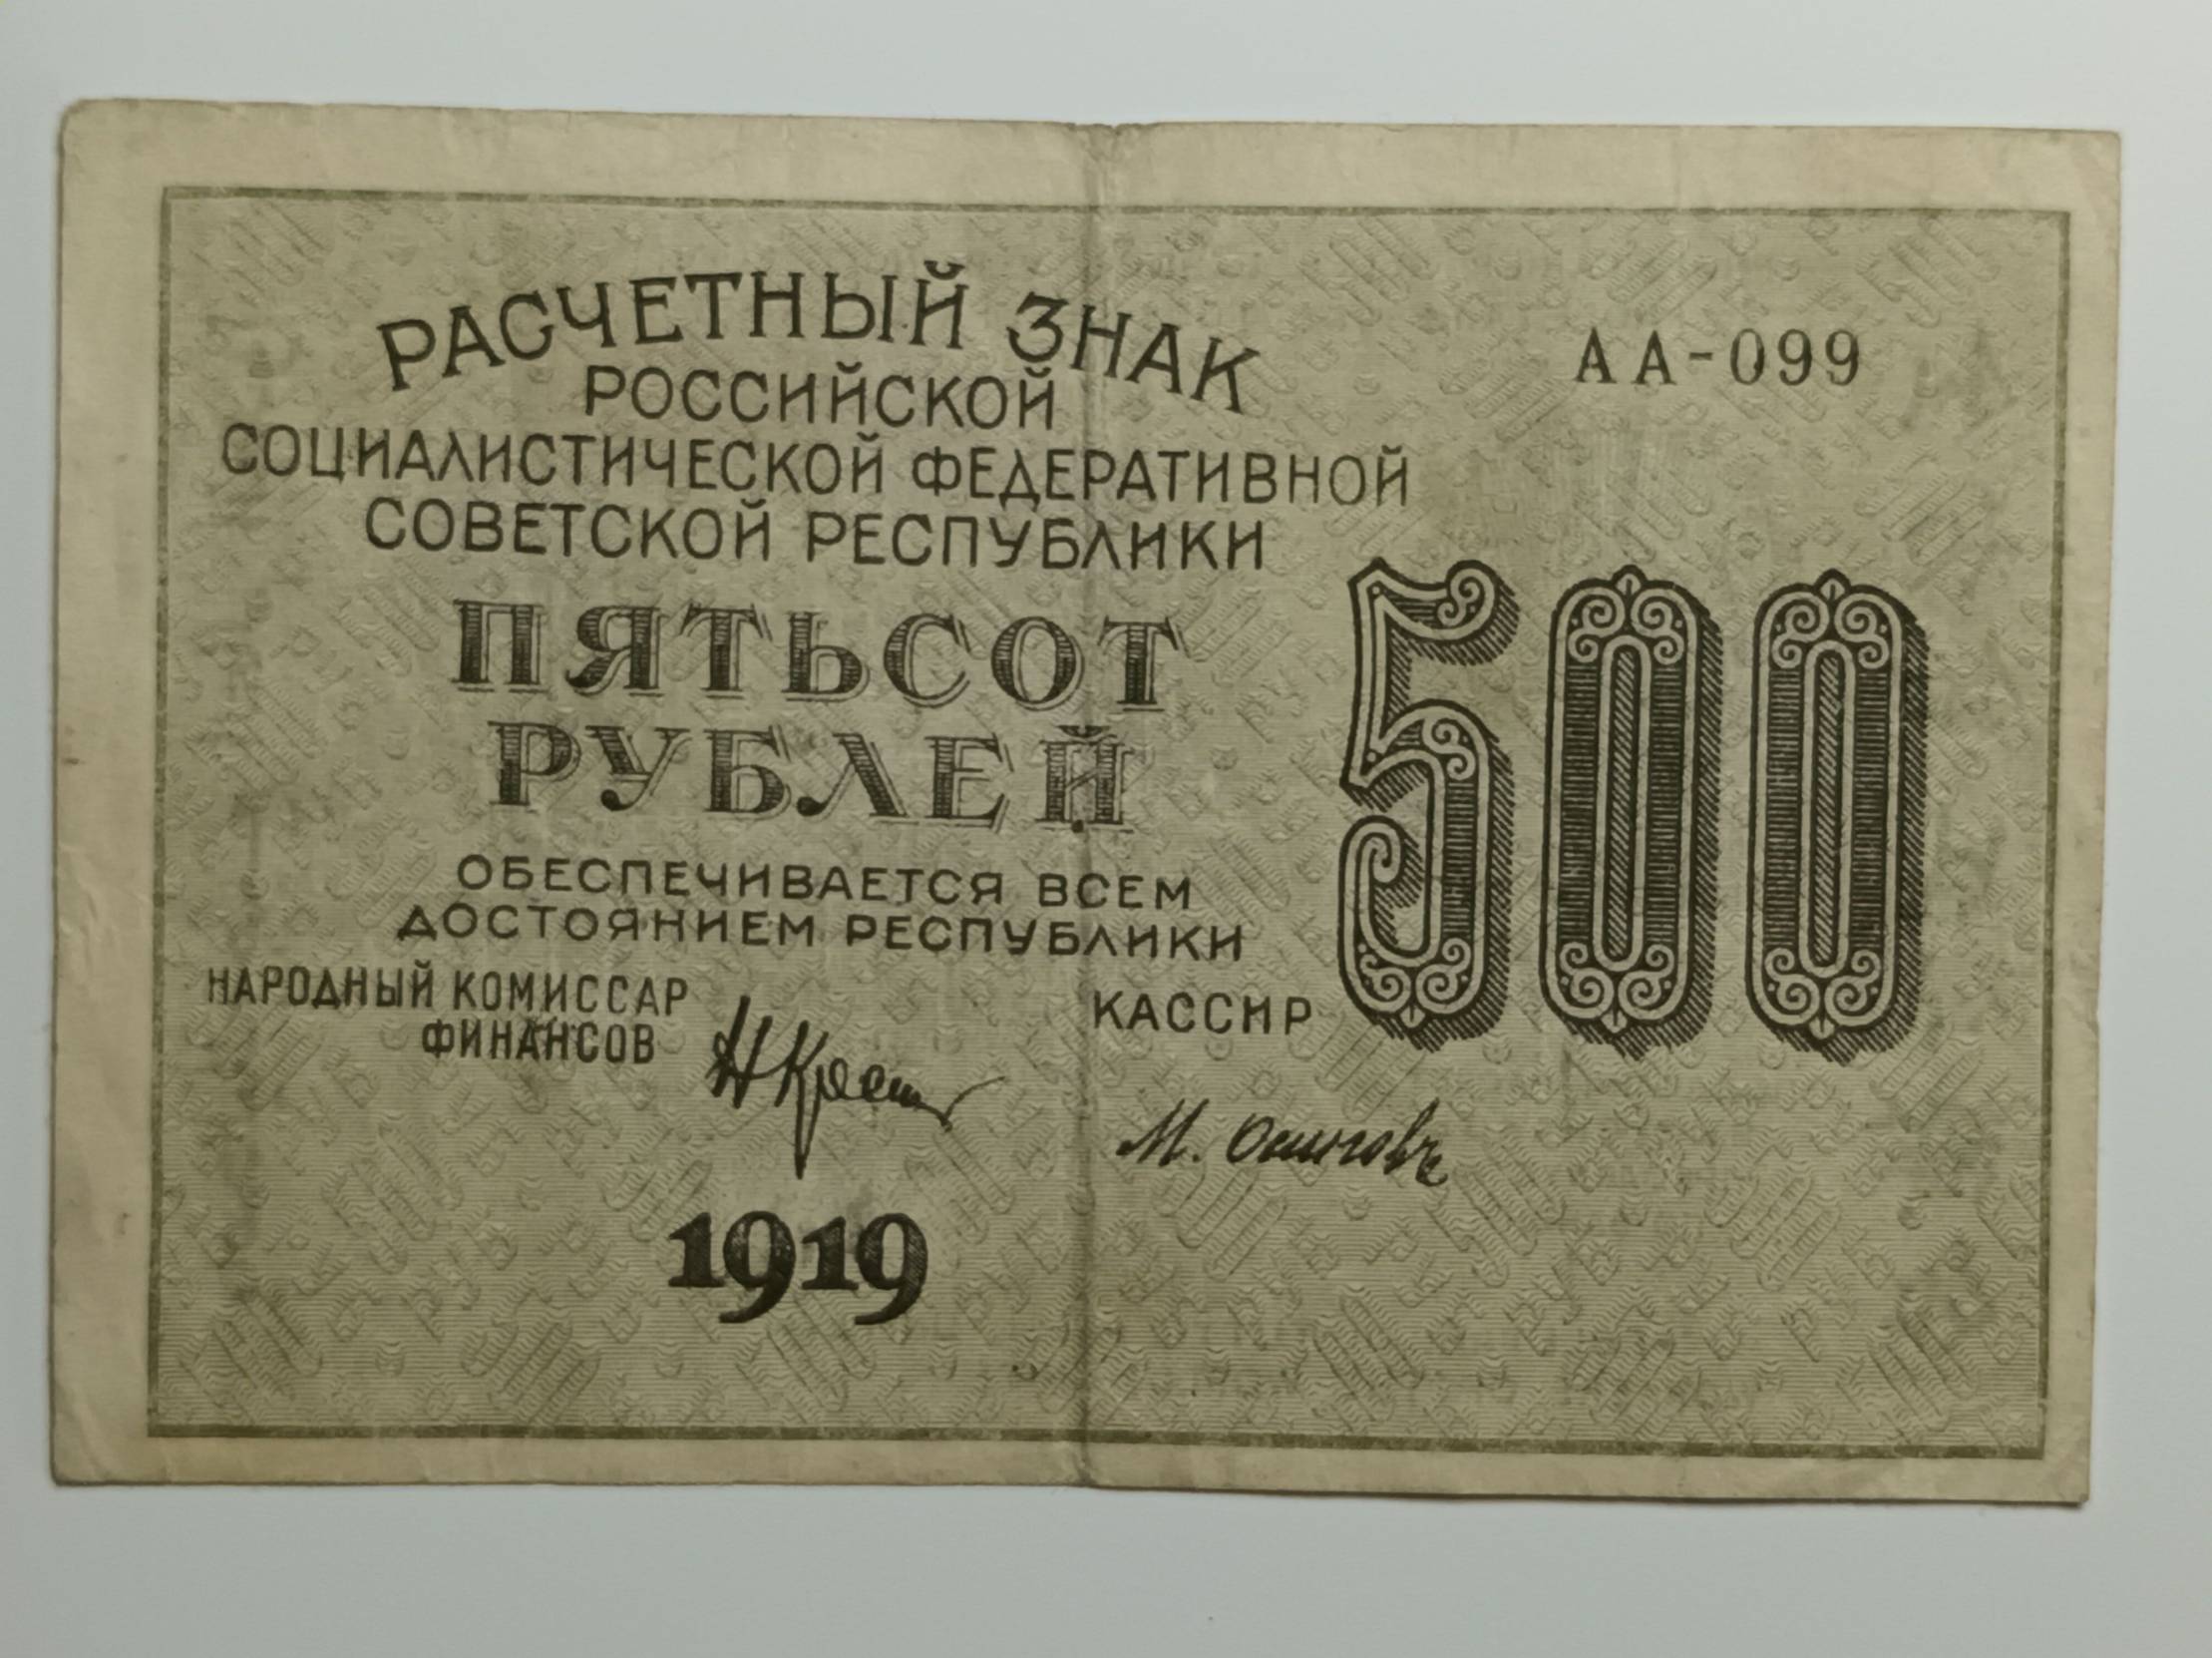 РАСЧЕТНЫЙ ЗНАК
АА-099
РОССИЙСКОЙ
СОЦИАЛИСТИЧЕСКОЙ ФЕДЕРАТИВНОЙ
СОВЕТСКОЙ РЕСПУБЛИКИ
ПЯТЬСОТ
РУБЛЕЙ
500
ОБЕСПЕЧИВАЕТСЯ ВСЕМ
ДОСТОЯНИЕМ РЕСПУБЛИКИ
НАРОДНЫЙ КОМИССАР
ФИНАНСОВ
КАССИР
М. Осиповъ
1919